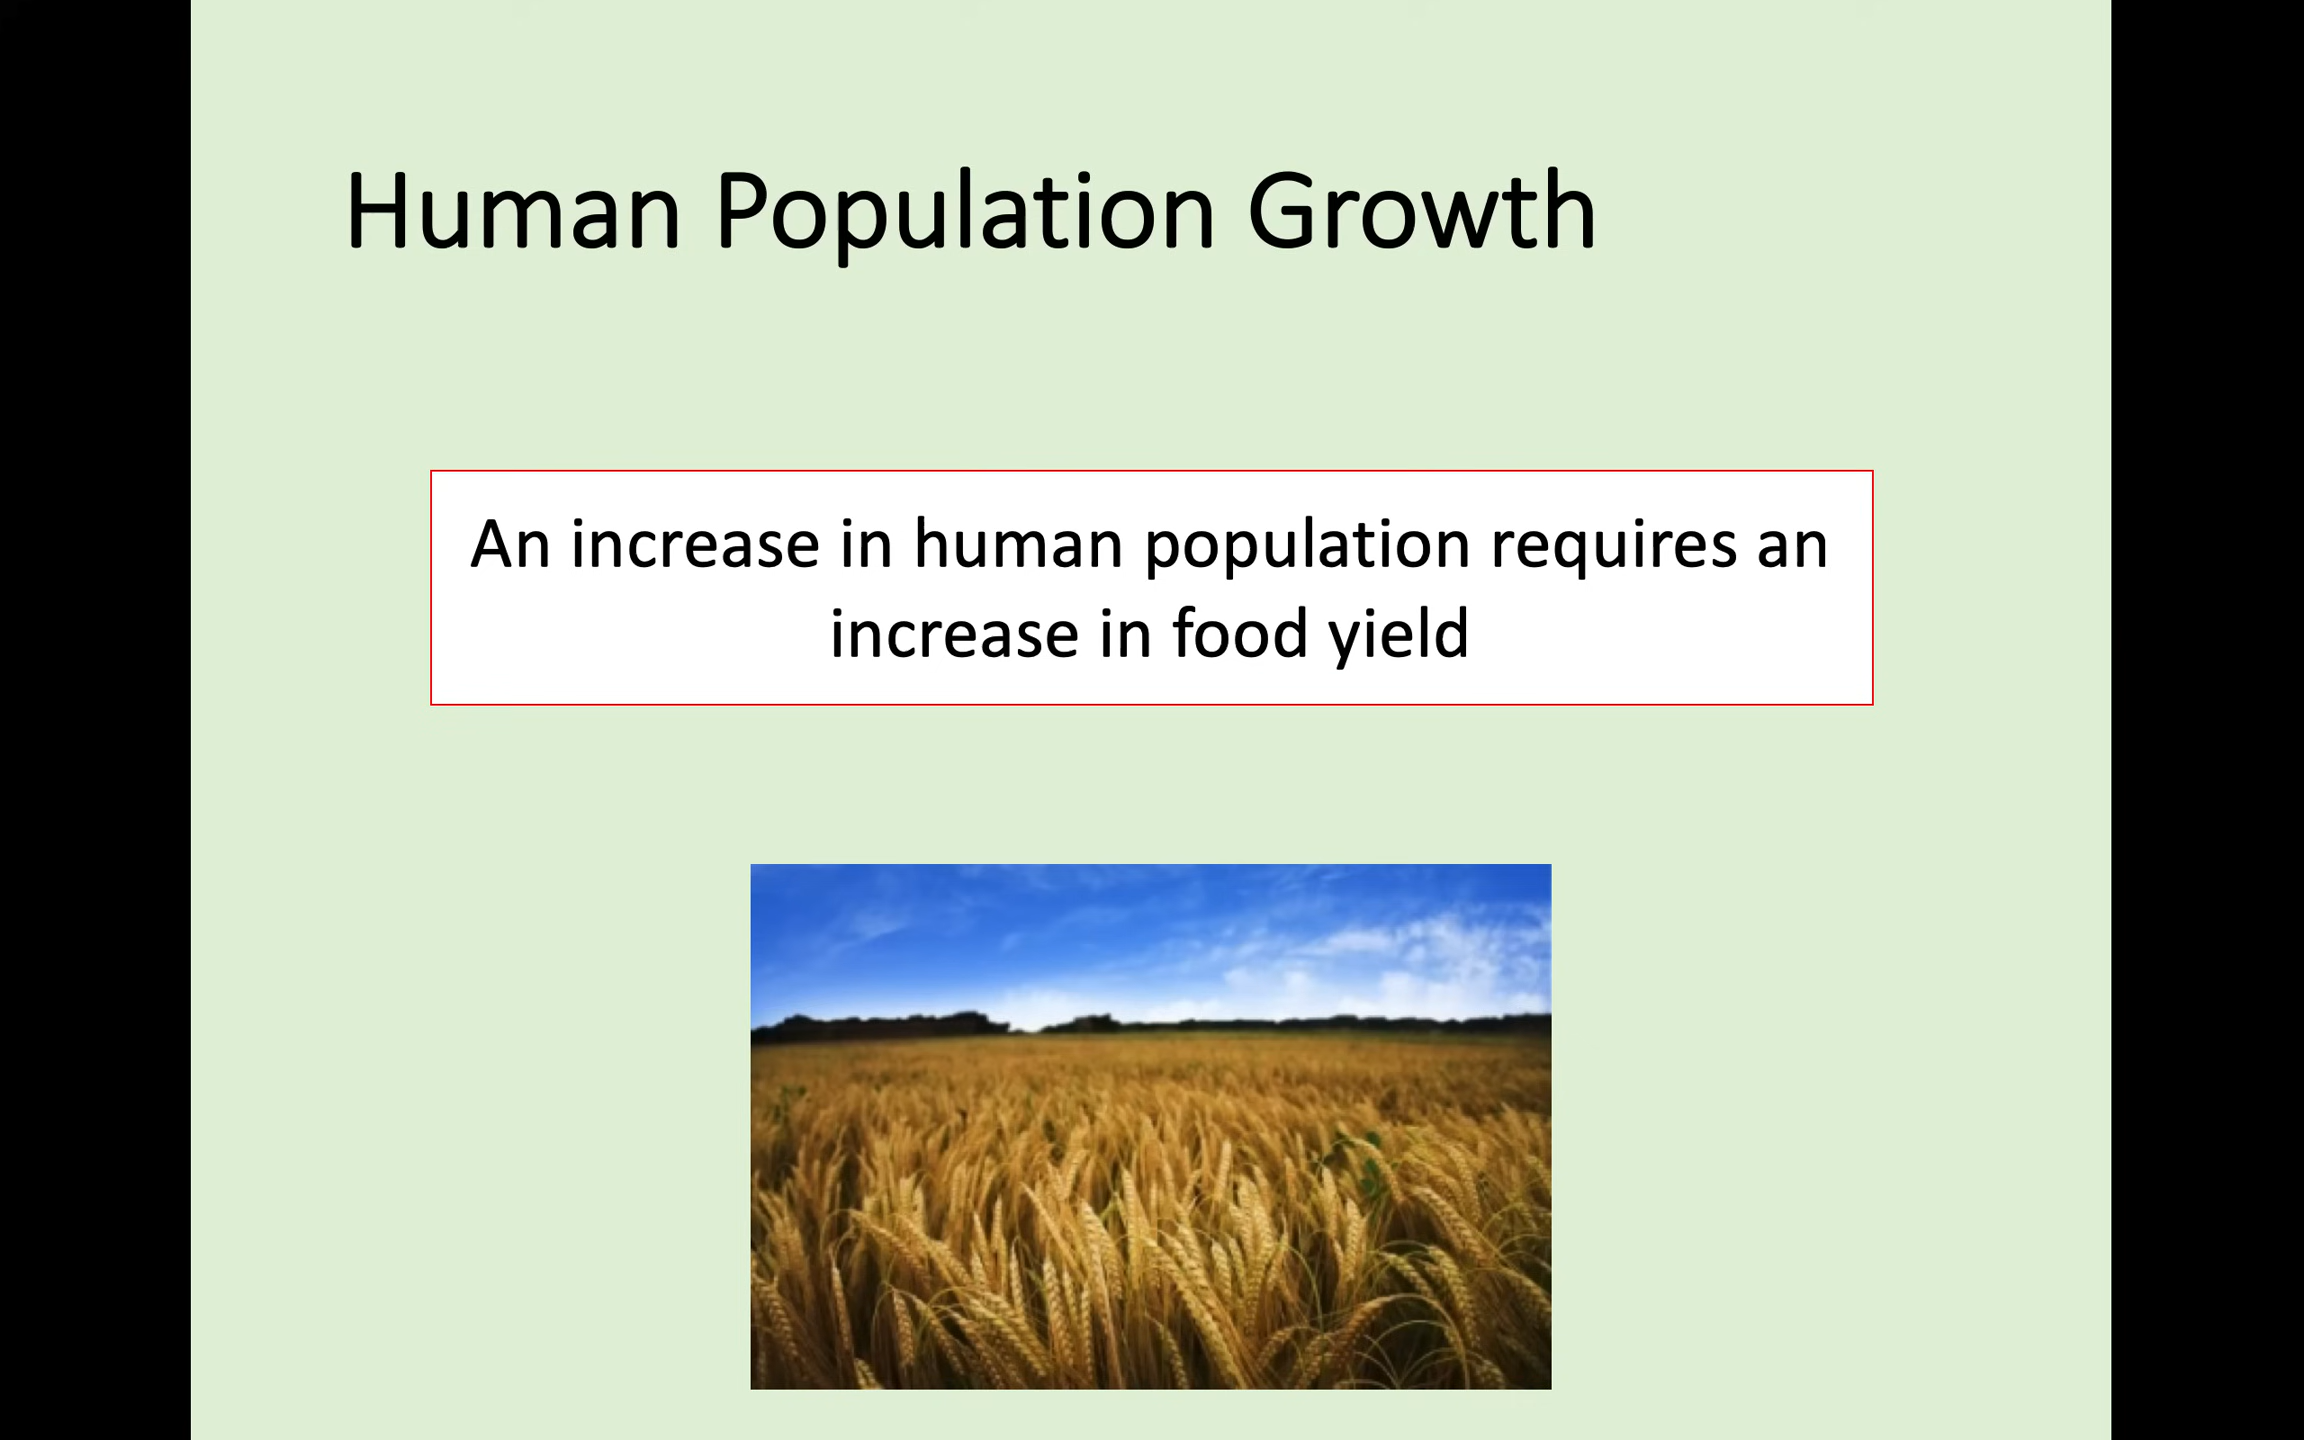 Human Population Growth
An increase in human population requires an
increase in food yield